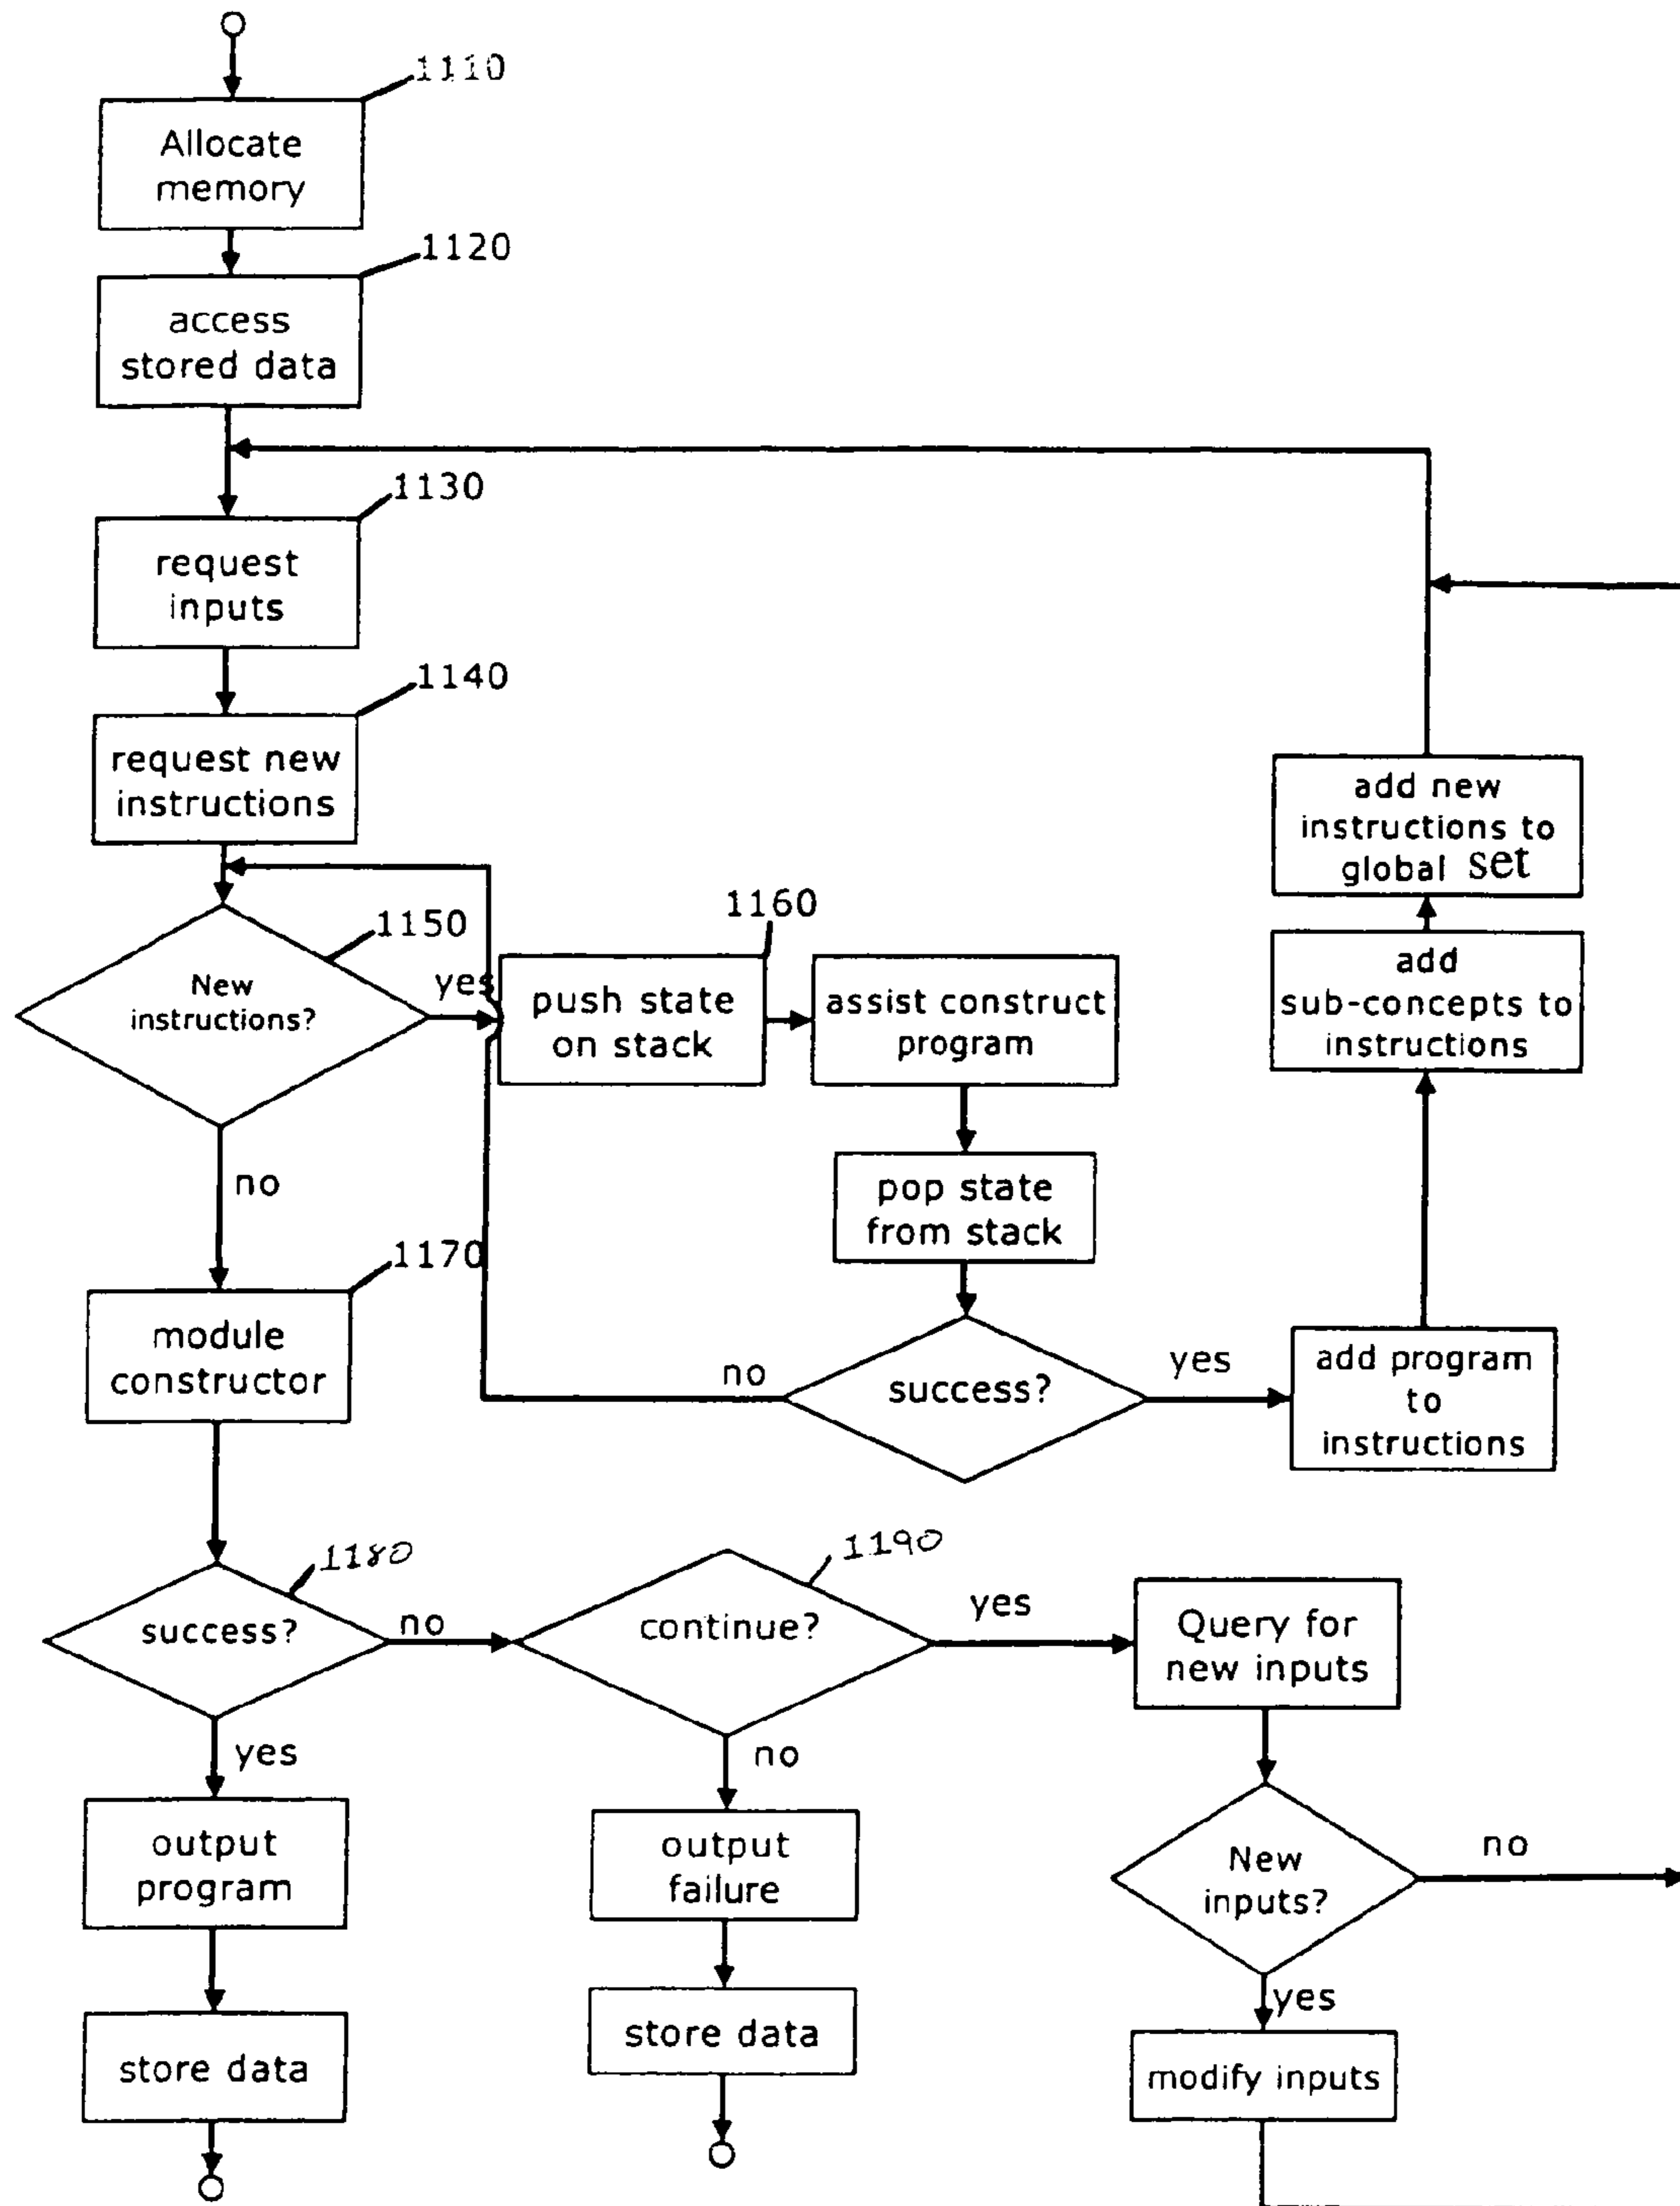 1110
Allocate
memory
1120
access
stored data
1130
request
inputs
1140
request new
instructions
add new
instructions to
global set
1150
New
instructions?
yes
1160
push state
on stack
assist construct
program
add
sub-concepts to
instructions
no
pop state
from stack
1170
module
constructor
no
success?
yes
add program
to
instructions
1180
success?
no
1190
continue?
yes
Query for
new inputs
yes
no
New
inputs?
no
output
program
output
failure
yes
store data
store data
modify inputs